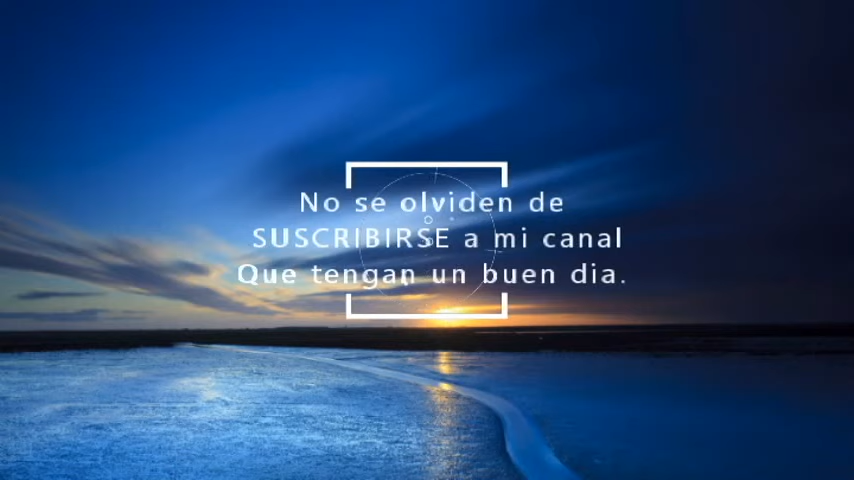 No se olviden de
SUSCRIBIRSE a mi canal
Que tengan un buen dia.